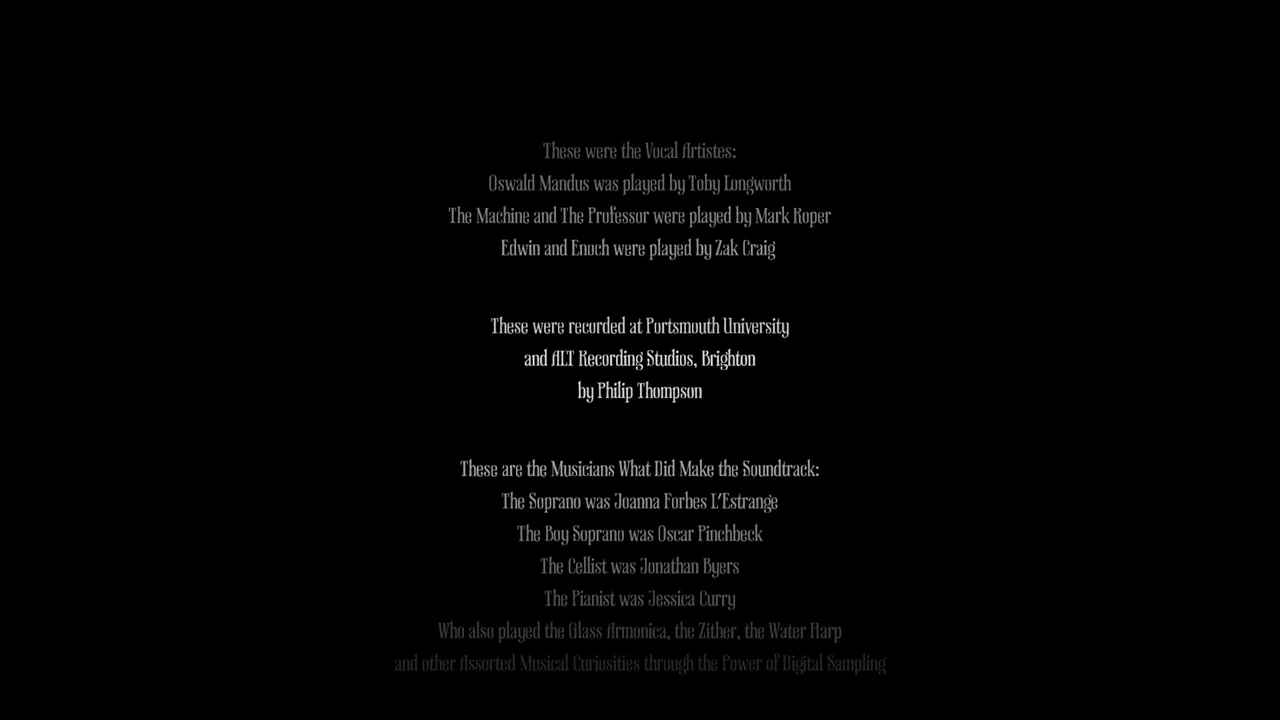 These were the Vocal Artistes:
Oswald Mandus was played by Toby Longworth
The Machine and The Professor were played by Mark Roper
Edwin and Enoch were played by Zak Craig
These were recorded at Portsmouth University
and ALT Recording Studios, Brighton
by Philip Thompson
These are the Musicians What Did Make the Soundtrack:
The Soprano was Joanna Forbes L'Estrange
The Boy Soprano was Oscar Pinchbeck
The Cellist was Jonathan Byers
The Pianist was Jessica Curry
Who also played the Glass Armonica, the Zither, the Water Harp
and other Assorted Musical Curiosities through the Power of Digital Sampling